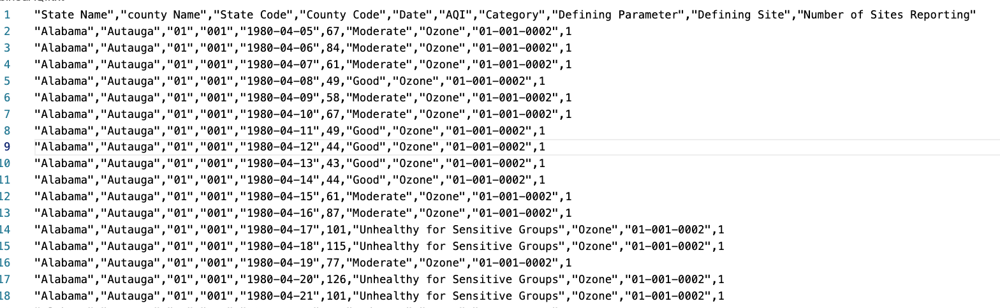 1 "State Name","county Name","State Code","County Code","Date","AQI","Category","Defining Parameter","Defining Site","Number of Sites Reporting"
2 "Alabama","Autauga","01","001","1980-04-05",67,"Moderate","Ozone","01-001-0002",1
3 "Alabama","Autauga","01","001","1980-04-06",84,"Moderate","Ozone","01-001-0002",1
4 "Alabama","Autauga","01","001","1980-04-07",61,"Moderate","Ozone","01-001-0002",1
5 "Alabama","Autauga","01","001","1980-04-08",49,"Good","Ozone","01-001-0002",1
6 "Alabama","Autauga","01","001","1980-04-09",58,"Moderate","Ozone","01-001-0002",1
7 "Alabama","Autauga","01","001","1980-04-10",67,"Moderate","Ozone","01-001-0002",1
8 "Alabama","Autauga","01","001","1980-04-11",49,"Good","Ozone","01-001-0002",1
9 "Alabama","Autauga","01","001","1980-04-12",44,"Good","Ozone","01-001-0002",1
10 "Alabama","Autauga","01","001","1980-04-13",43,"Good","Ozone","01-001-0002",1
11 "Alabama","Autauga","01","001","1980-04-14",44,"Good","Ozone","01-001-0002",1
12 "Alabama","Autauga","01","001","1980-04-15",61,"Moderate","Ozone","01-001-0002",1
13 "Alabama","Autauga","01","001","1980-04-16",87,"Moderate","Ozone","01-001-0002",1
14 "Alabama","Autauga","01","001","1980-04-17",101,"Unhealthy for Sensitive Groups","Ozone","01-001-0002",1
15 "Alabama","Autauga","01","001","1980-04-18",115,"Unhealthy for Sensitive Groups","Ozone","01-001-0002",1
16 "Alabama","Autauga","01","001","1980-04-19",77,"Moderate","Ozone","01-001-0002",1
17 "Alabama","Autauga","01","001","1980-04-20",126,"Unhealthy for Sensitive Groups","Ozone","01-001-0002",1
18 "Alabama","Autauga","01","001","1980-04-21",101,"Unhealthy for Sensitive Groups","Ozone","01-001-0002",1